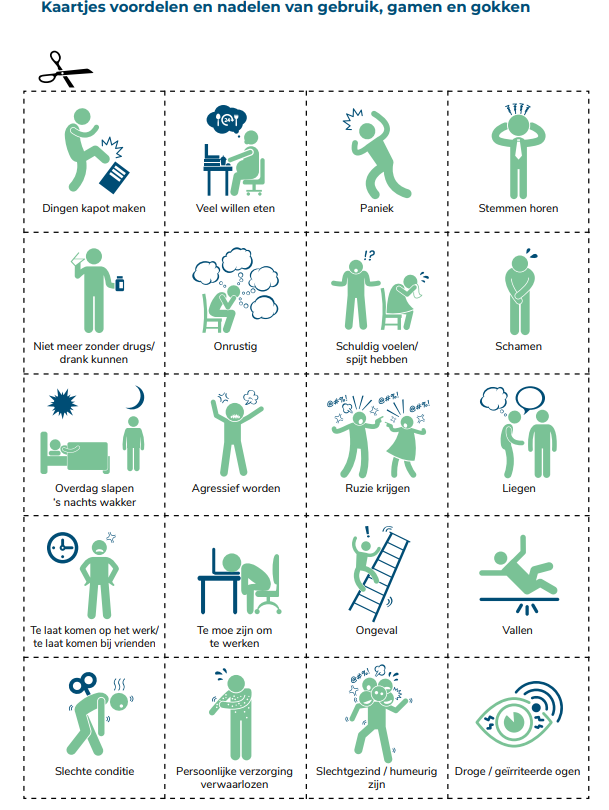 Kaartjes voordelen en nadelen van gebruik, gamen en gokken
24
Dingen kapot maken
Veel willen eten
Paniek
Stemmen horen
!?
Niet meer zonder drugs/
drank kunnen
Onrustig
Schuldig voelen/
spijt hebben
Schamen
@#%!
@#%!
@#%!
Overdag slapen
's nachts wakker
Agressief worden
Ruzie krijgen
Liegen
!
Te laat komen op het werk/
te laat komen bij vrienden
Te moe zijn om
te werken
Ongeval
Vallen
@#%!
Slechte conditie
Persoonlijke verzorging
verwaarlozen
Slechtgezind / humeurig
zijn
Droge / geïrriteerde ogen